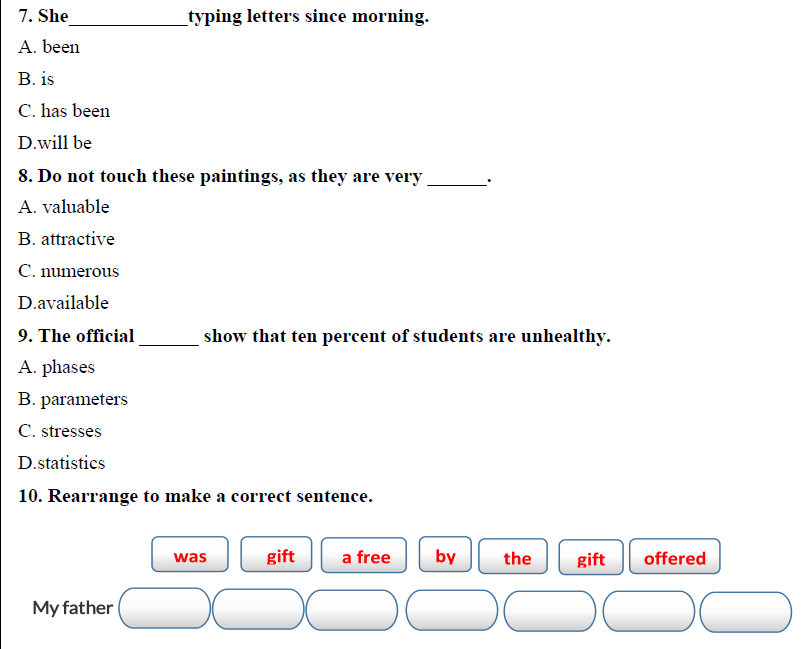 7. She____________typing letters since morning.
A. been
B. is
C. has been
D.will be
8. Do not touch these paintings, as they are very ______.
A. valuable
B. attractive
C. numerous
D.available
9. The official ______ show that ten percent of students are unhealthy.
A. phases
B. parameters
C. stresses
D.statistics
10. Rearrange to make a correct sentence.
was gift a free by the gift offered
My father